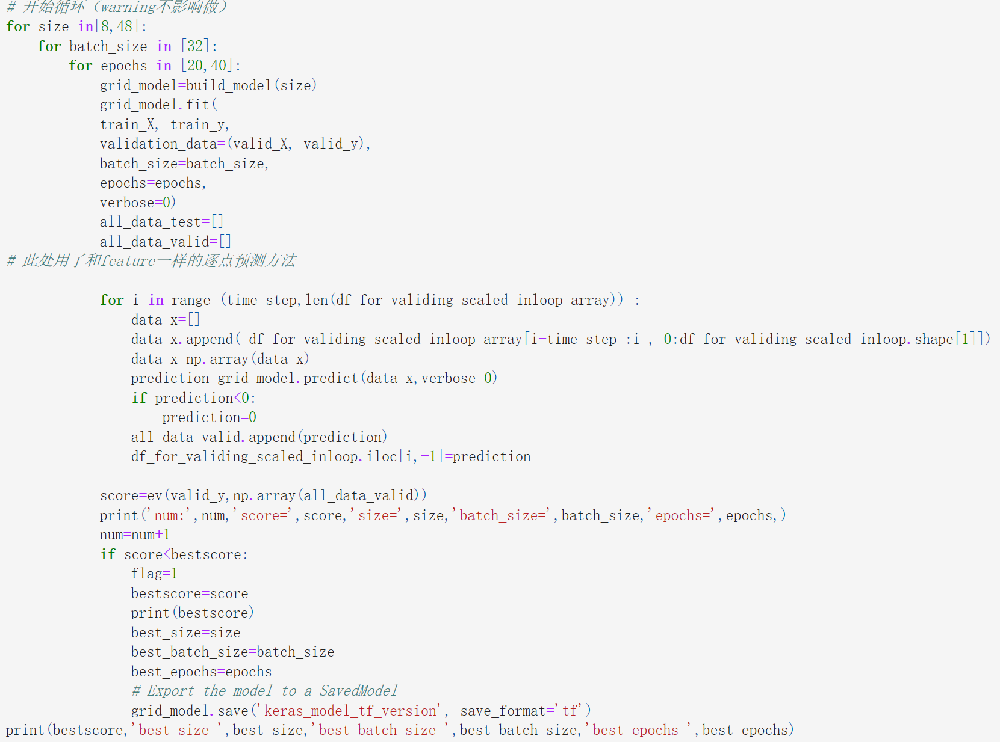 # 开始循环（warning不影响做）
for size in[8,48]:
    for batch_size in [32]:
        for epochs in [20,40]:
            grid_model=build_model(size)
            grid_model.fit(
            train_X, train_y,
            validation_data=(valid_X, valid_y),
            batch_size=batch_size,
            epochs=epochs,
            verbose=0)
            all_data_test=[]
            all_data_valid=[]
# 此处用了和feature一样的逐点预测方法
            for i in range (time_step,len(df_for_validing_scaled_inloop_array)) :
                data_x=[]
                data_x.append( df_for_validing_scaled_inloop_array[i-time_step :i , 0:df_for_validing_scaled_inloop.shape[1]])
                data_x=np.array(data_x)
                prediction=grid_model.predict(data_x,verbose=0)
                if prediction<0:
                    prediction=0
                all_data_valid.append(prediction)
                df_for_validing_scaled_inloop.iloc[i,-1]=prediction
            score=ev(valid_y,np.array(all_data_valid))
            print('num:',num,'score=',score,'size=',size,'batch_size=',batch_size,'epochs=',epochs,)
            num=num+1
            if score<bestscore:
                flag=1
                bestscore=score
                print(bestscore)
                best_size=size
                best_batch_size=batch_size
                best_epochs=epochs
                # Export the model to a SavedModel
                grid_model.save('keras_model_tf_version', save_format='tf')
print(bestscore,'best_size=',best_size,'best_batch_size=',best_batch_size,'best_epochs=',best_epochs)